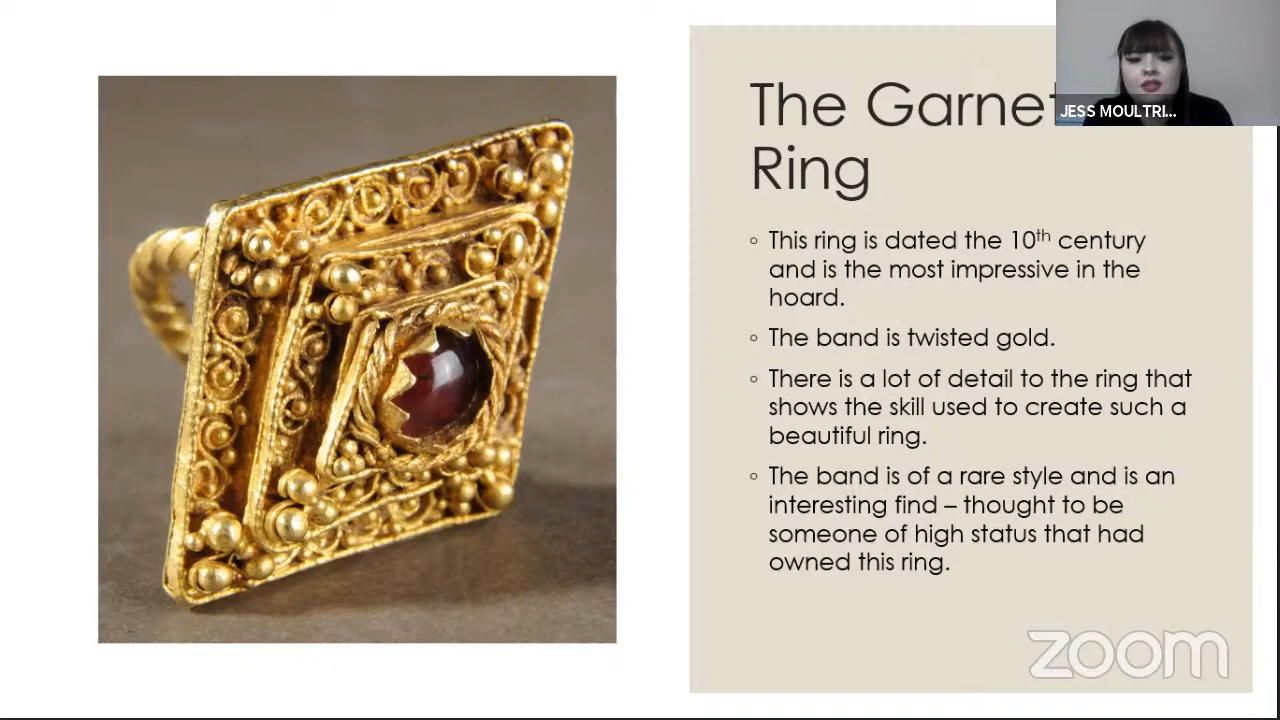 The Garnet
Ring
JESS MOULTRI...
◦ This ring is dated the 10th century
and is the most impressive in the
hoard.
◦ The band is twisted gold.
◦ There is a lot of detail to the ring that
shows the skill used to create such a
beautiful ring.
◦ The band is of a rare style and is an
interesting find – thought to be
someone of high status that had
owned this ring.
zoom